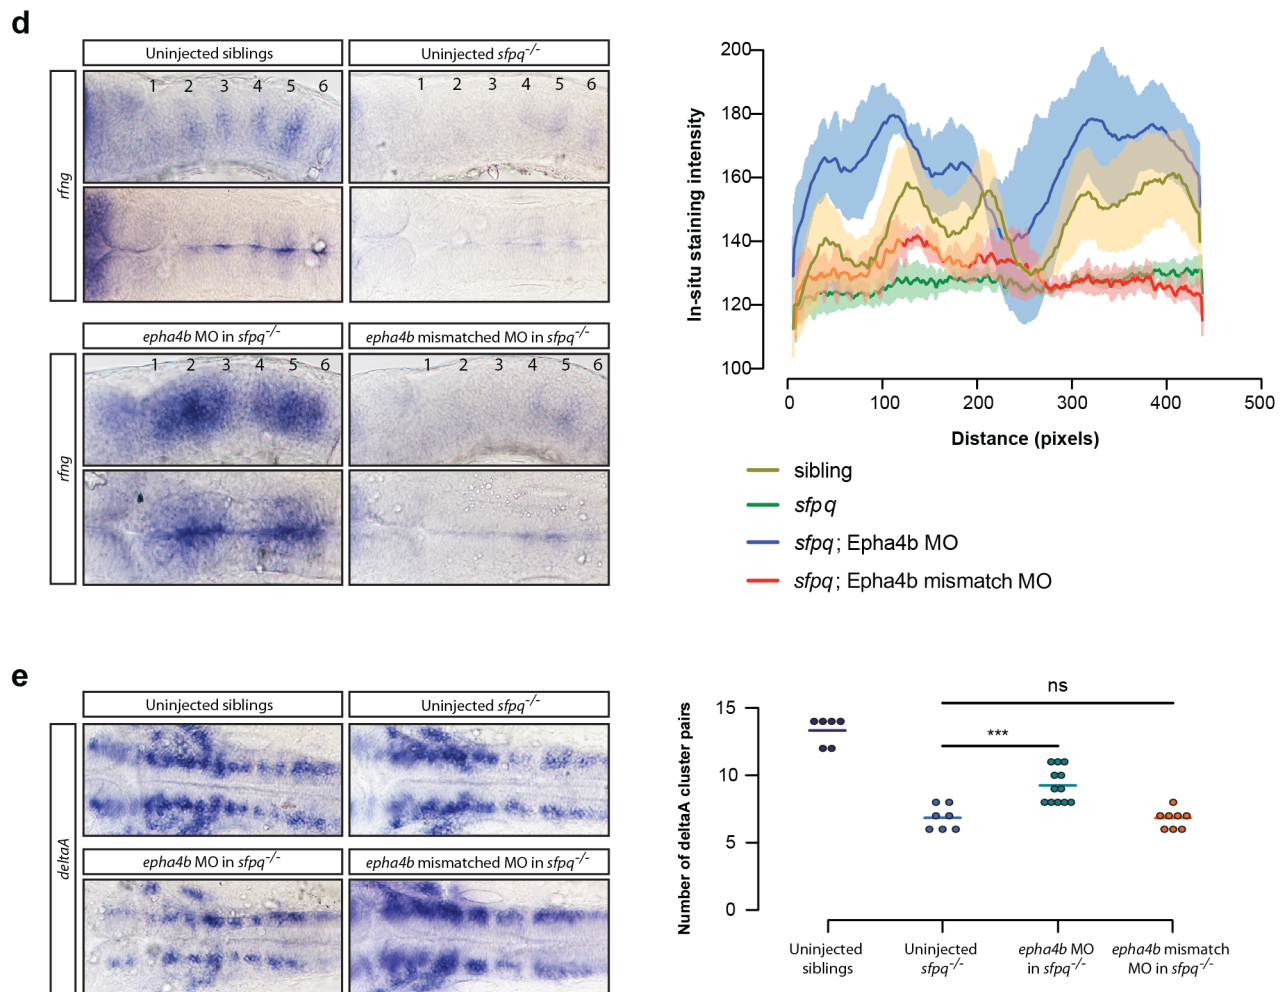 d
Uninjected siblings
Uninjected sfpq-/-
rfng
1 2 3 4 5 6
1 2 3 4 5 6
epha4b MO in sfpq-/-
epha4b mismatched MO in sfpq-/-
rfng
1 2 3 4 5 6
1 2 3 4 5 6
In-situ staining intensity
200
180
160
140
120
100
0 100 200 300 400 500
Distance (pixels)
sibling
sfpq
sfpq; Epha4b MO
sfpq; Epha4b mismatch MO
e
Uninjected siblings
Uninjected sfpq-/-
deltaA
epha4b MO in sfpq-/-
epha4b mismatched MO in sfpq-/-
Number of deltaA cluster pairs
15
10
5
0
ns
***
Uninjected
siblings
Uninjected
sfpq-/-
epha4b MO
in sfpq-/-
epha4b mismatch
MO in sfpq-/-